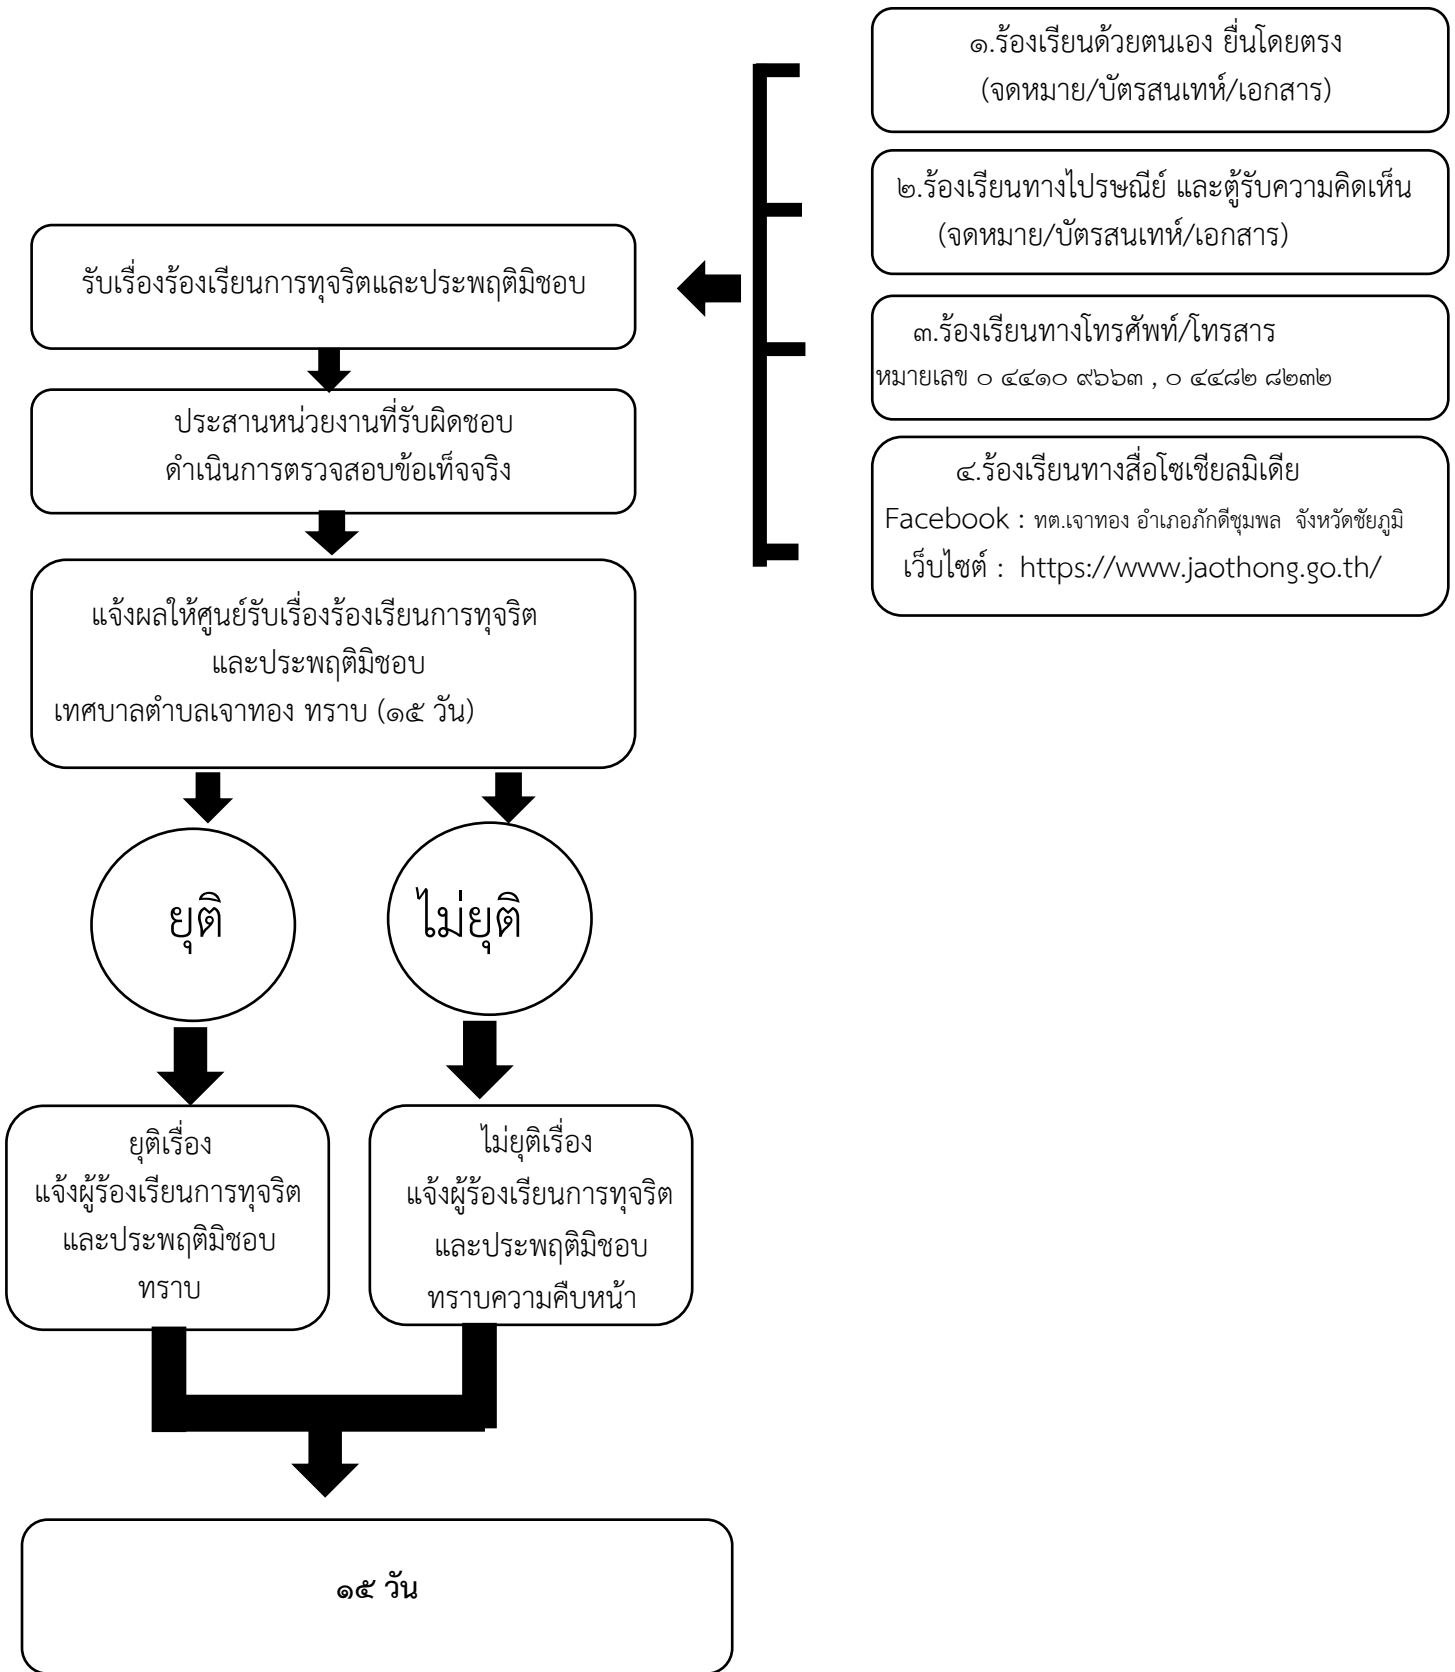 ๑.ร้องเรียนด้วยตนเอง ยื่นโดยตรง
(จดหมาย/บัตรสนเทห์/เอกสาร)
๒.ร้องเรียนทางไปรษณีย์ และตู้รับความคิดเห็น
(จดหมาย/บัตรสนเทห์/เอกสาร)
๓.ร้องเรียนทางโทรศัพท์/โทรสาร
หมายเลข ๐ ๔๔๑๐ ๙๖๖๓ , ๐ ๔๔๘๒ ๘๒๓๒
๔.ร้องเรียนทางสื่อโซเชียลมิเดีย
Facebook : ทต.เจาทอง อำเภอภักดีชุมพล จังหวัดชัยภูมิ
เว็บไซต์ : https://www.jaothong.go.th/
รับเรื่องร้องเรียนการทุจริตและประพฤติมิชอบ
ประสานหน่วยงานที่รับผิดชอบ
ดำเนินการตรวจสอบข้อเท็จจริง
แจ้งผลให้ศูนย์รับเรื่องร้องเรียนการทุจริต
และประพฤติมิชอบ
เทศบาลตำบลเจาทอง ทราบ (๑๕ วัน)
ยุติ
ไม่ยุติ
ยุติเรื่อง
แจ้งผู้ร้องเรียนการทุจริต
และประพฤติมิชอบ
ทราบ
ไม่ยุติเรื่อง
แจ้งผู้ร้องเรียนการทุจริต
และประพฤติมิชอบ
ทราบความคืบหน้า
๑๕ วัน